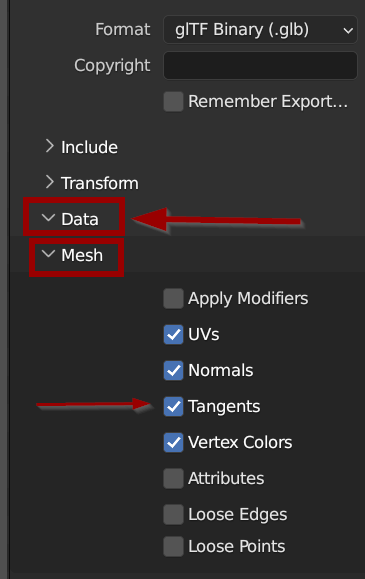 Format glTF Binary (.glb)
Copyright
Remember Export...
Include
Transform
Data
Mesh
Apply Modifiers
UVs
Normals
Tangents
Vertex Colors
Attributes
Loose Edges
Loose Points